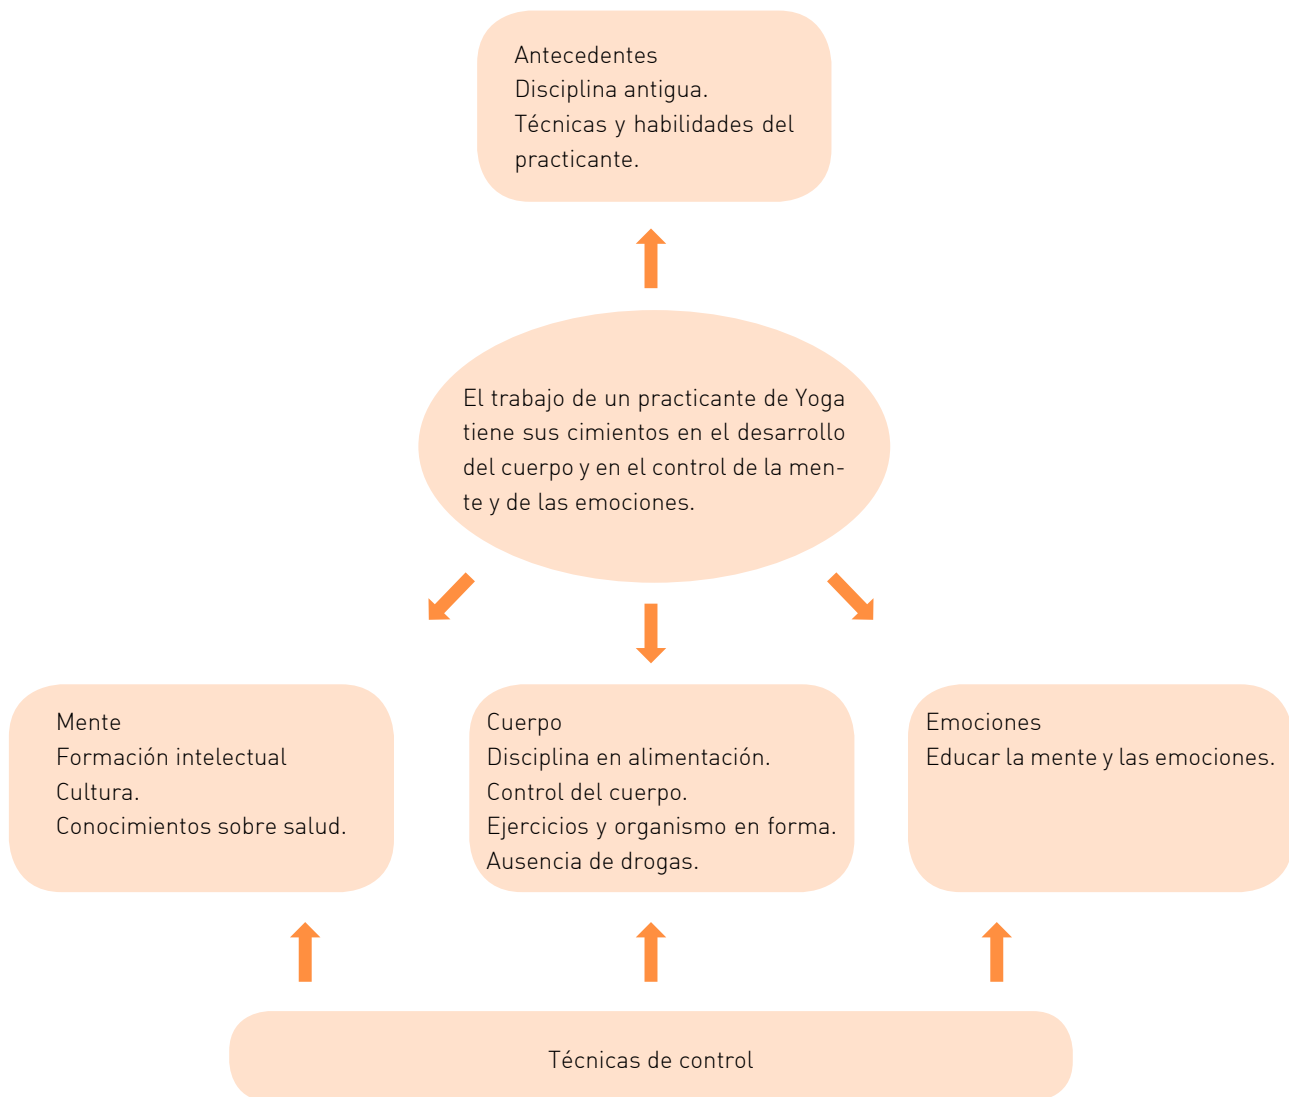 Antecedentes
Disciplina antigua.
Técnicas y habilidades del
practicante.
El trabajo de un practicante de Yoga
tiene sus cimientos en el desarrollo
del cuerpo y en el control de la men-
te y de las emociones.
Mente
Formación intelectual
Cultura.
Conocimientos sobre salud.
Cuerpo
Disciplina en alimentación.
Control del cuerpo.
Ejercicios y organismo en forma.
Ausencia de drogas.
Emociones
Educar la mente y las emociones.
Técnicas de control